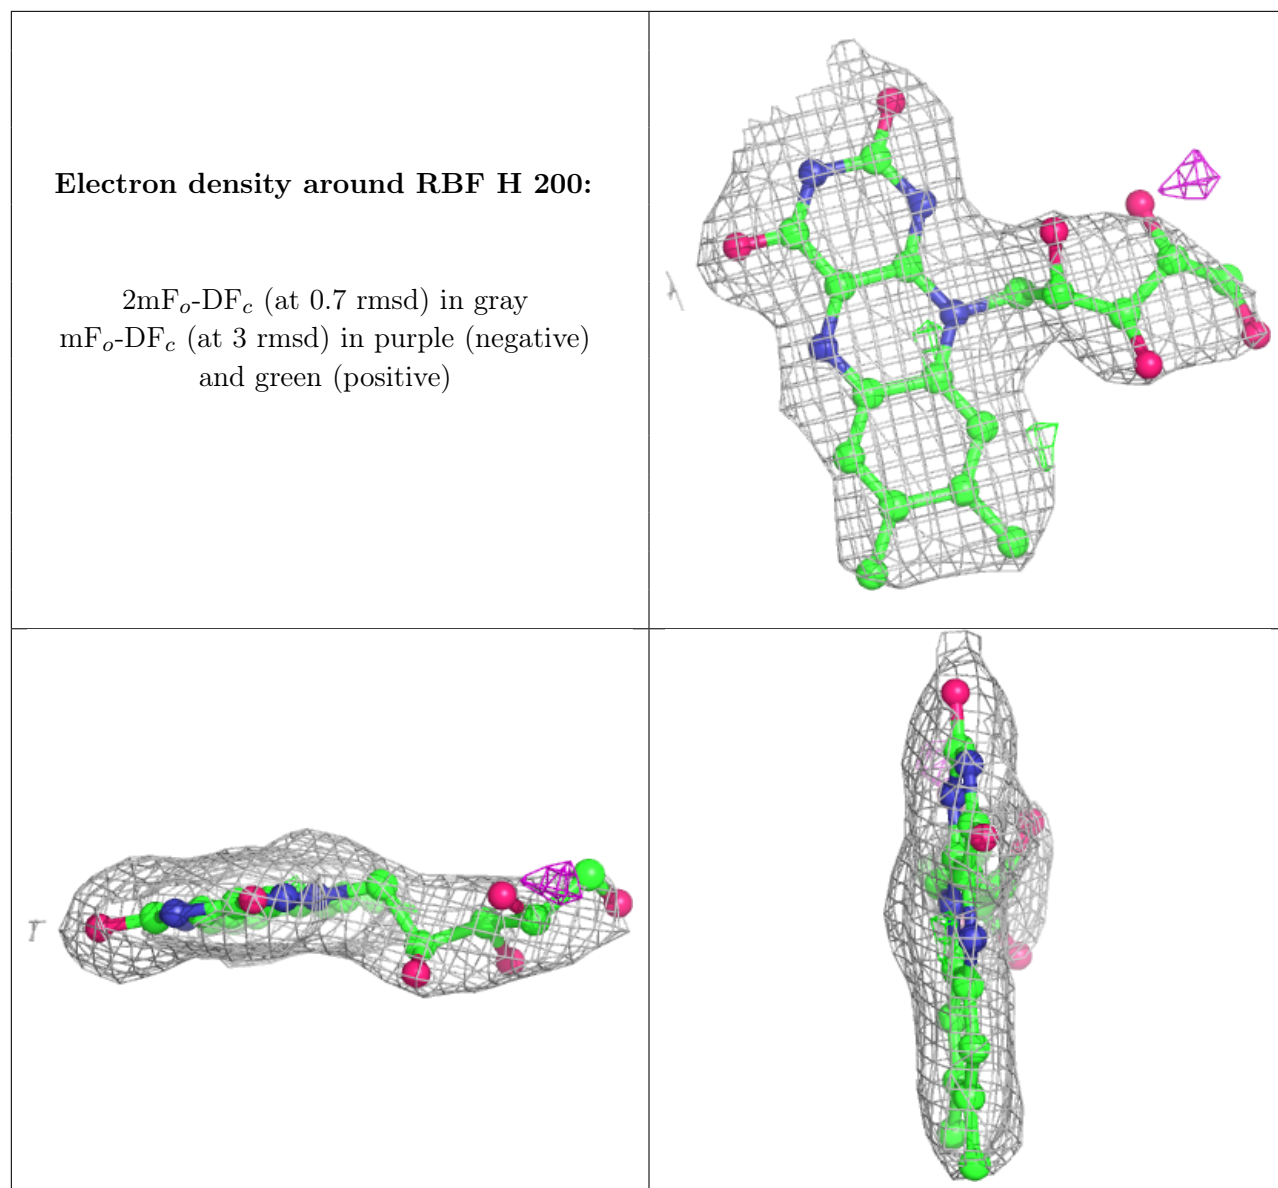 Electron density around RBF H 200:
2mFo-DFc (at 0.7 rmsd) in gray
mFo-DFc (at 3 rmsd) in purple (negative)
and green (positive)